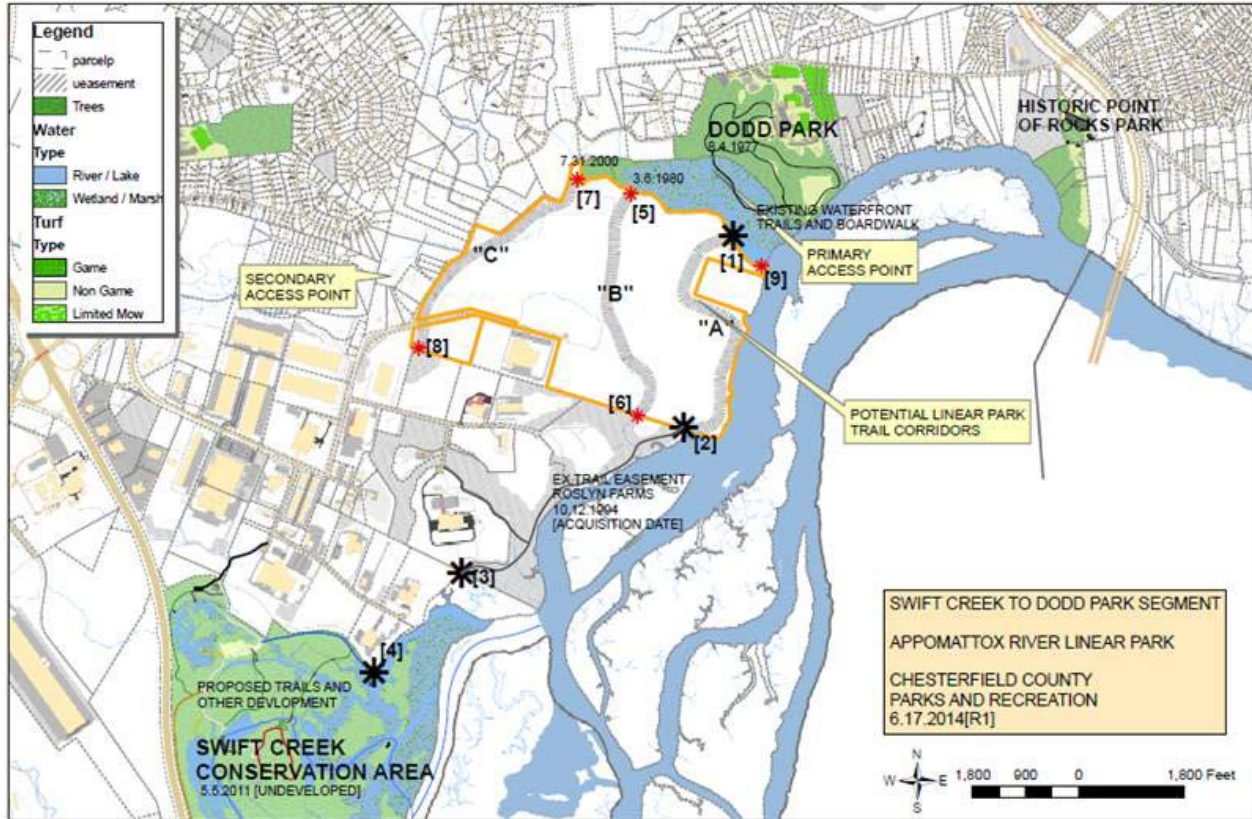 Legend
parcelp
ueasement
Trees
Water
Type
River / Lake
Wetland / Marsh
Turf
Type
Game
Non Game
Limited Mow
DODD PARK
8.4.1977
HISTORIC POINT
OF ROCKS PARK
7.31.2000
3.6.1980
[7]
[5]
EXISTING WATERFRONT
TRAILS AND BOARDWALK
[1]
PRIMARY
ACCESS POINT
[9]
"C"
SECONDARY
ACCESS POINT
"B"
"A"
[8]
[6]
[2]
POTENTIAL LINEAR PARK
TRAIL CORRIDORS
EX TRAIL EASEMENT
ROSLYN FARMS
10.12.1994
[ACQUISITION DATE]
[3]
[4]
PROPOSED TRAILS AND
OTHER DEVLOPMENT
SWIFT CREEK
CONSERVATION AREA
5.5.2011 [UNDEVELOPED]
SWIFT CREEK TO DODD PARK SEGMENT
APPOMATTOX RIVER LINEAR PARK
CHESTERFIELD COUNTY
PARKS AND RECREATION
6.17.2014[R1]
N
W E
S
1,800 900 0 1,800 Feet